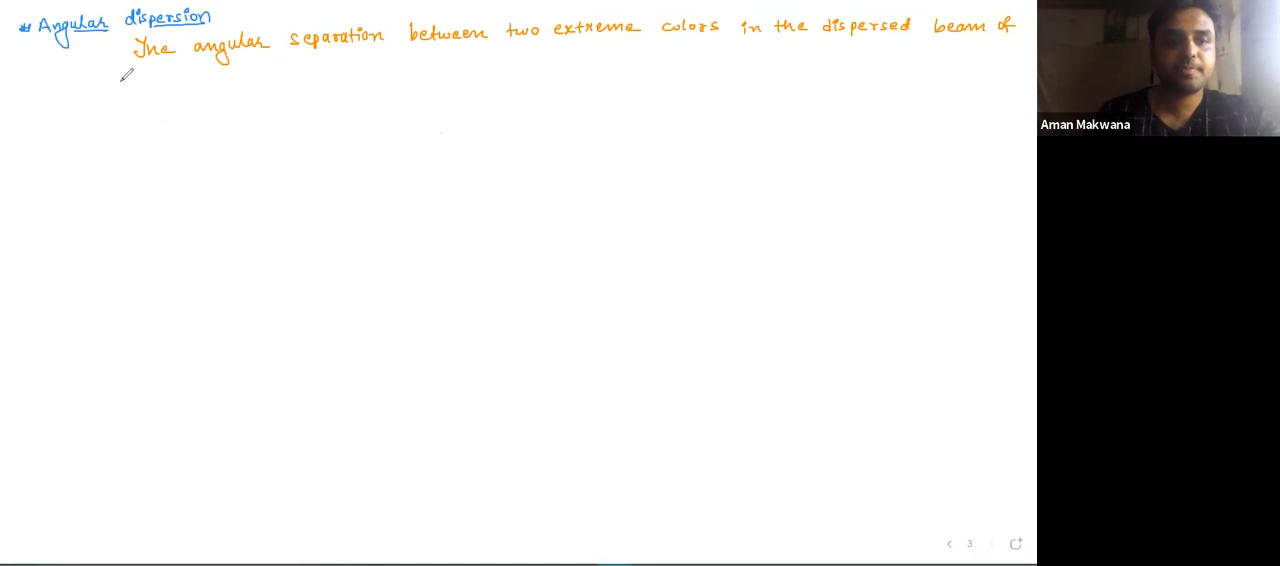 * Angular dispersion
The angular separation between two extreme colors in the dispersed beam of
Aman Makwana
3